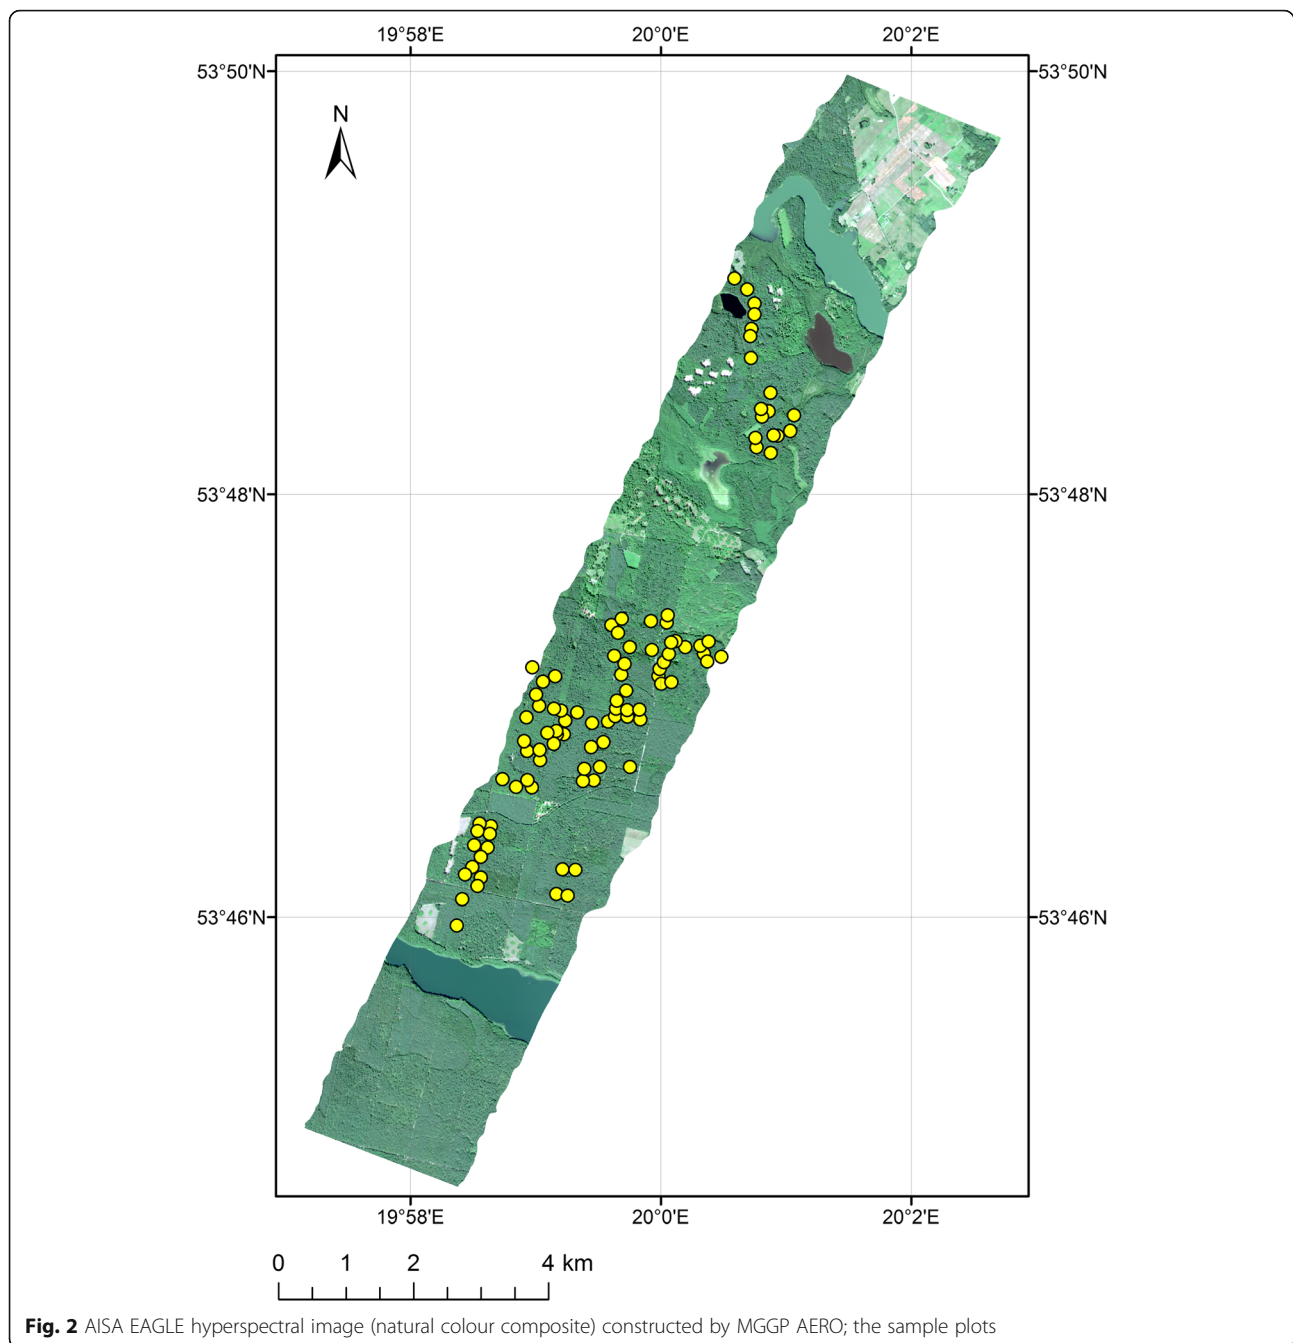 19°58'E 20°0'E 20°2'E
53°50'N 53°50'N
N
53°48'N 53°48'N
53°46'N 53°46'N
19°58'E 20°0'E 20°2'E
0 1 2 4 km
Fig. 2 AISA EAGLE hyperspectral image (natural colour composite) constructed by MGGP AERO; the sample plots